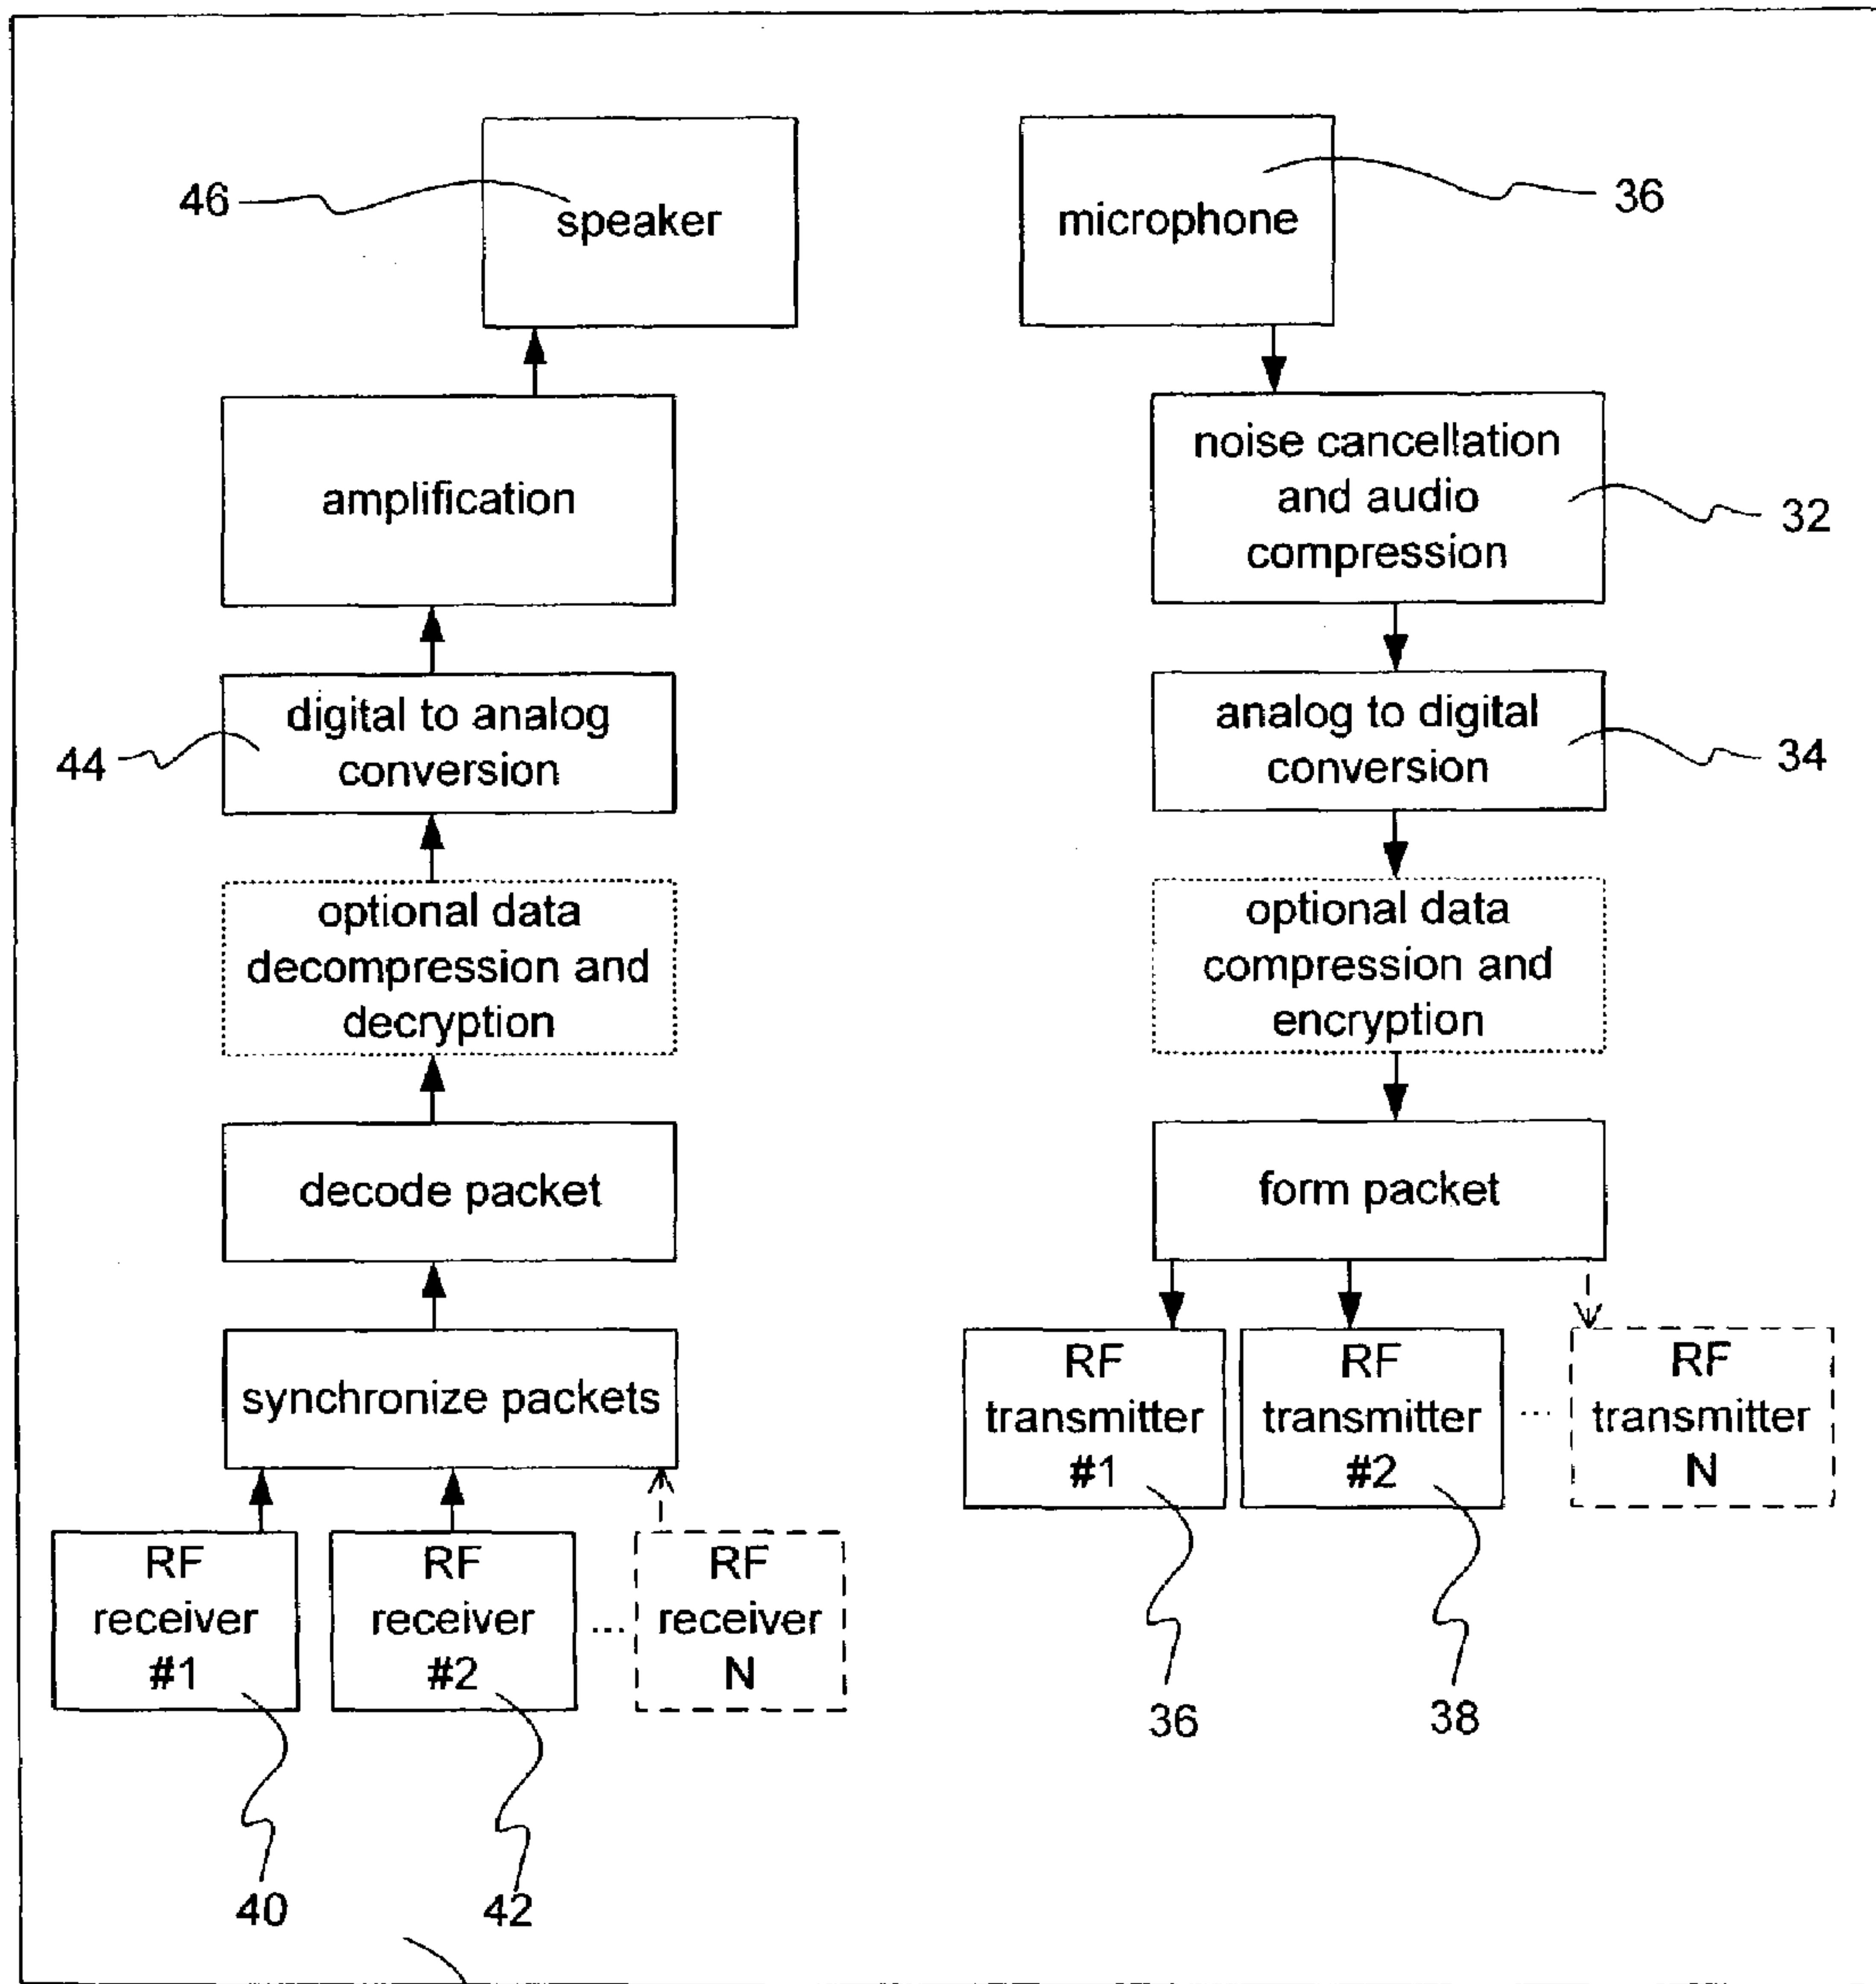 46
speaker
microphone
36
amplification
noise cancellation
and audio
compression
32
44
digital to analog
conversion
analog to digital
conversion
34
optional data
decompression and
decryption
optional data
compression and
encryption
decode packet
form packet
synchronize packets
RF
transmitter
#1
RF
transmitter
#2
...
RF
transmitter
N
RF
receiver
#1
RF
receiver
#2
...
RF
receiver
N
36
38
40
42